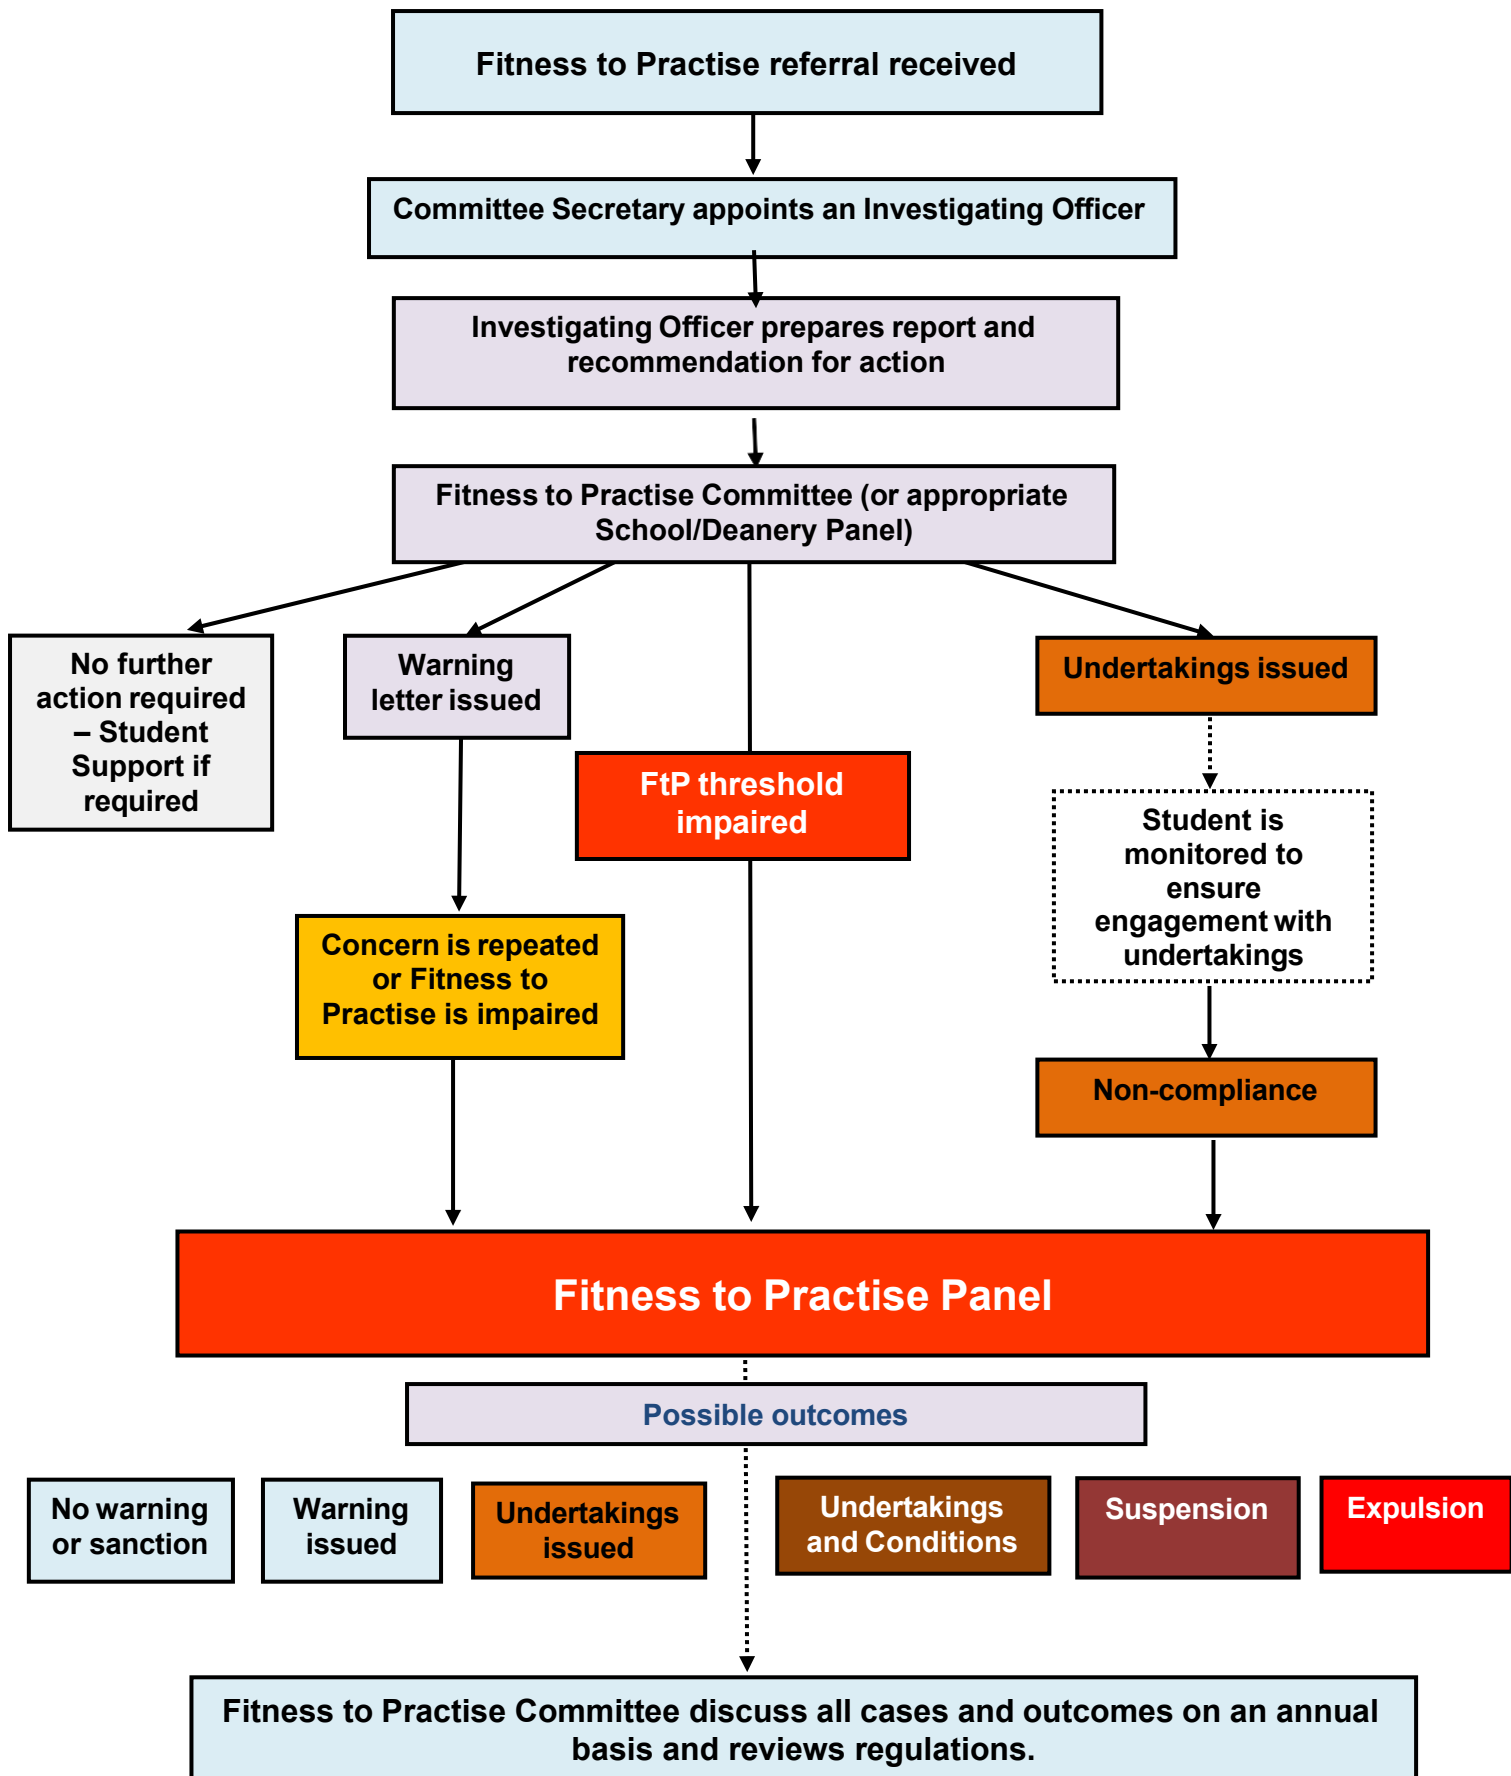 Fitness to Practise referral received
Committee Secretary appoints an Investigating Officer
Investigating Officer prepares report and
recommendation for action
Fitness to Practise Committee (or appropriate
School/Deanery Panel)
No further
action required
– Student
Support if
required
Warning
letter issued
FtP threshold
impaired
Undertakings issued
Student is
monitored to
ensure
engagement with
undertakings
Concern is repeated
or Fitness to
Practise is impaired
Non-compliance
Fitness to Practise Panel
Possible outcomes
No warning
or sanction
Warning
issued
Undertakings
issued
Undertakings
and Conditions
Suspension
Expulsion
Fitness to Practise Committee discuss all cases and outcomes on an annual
basis and reviews regulations.